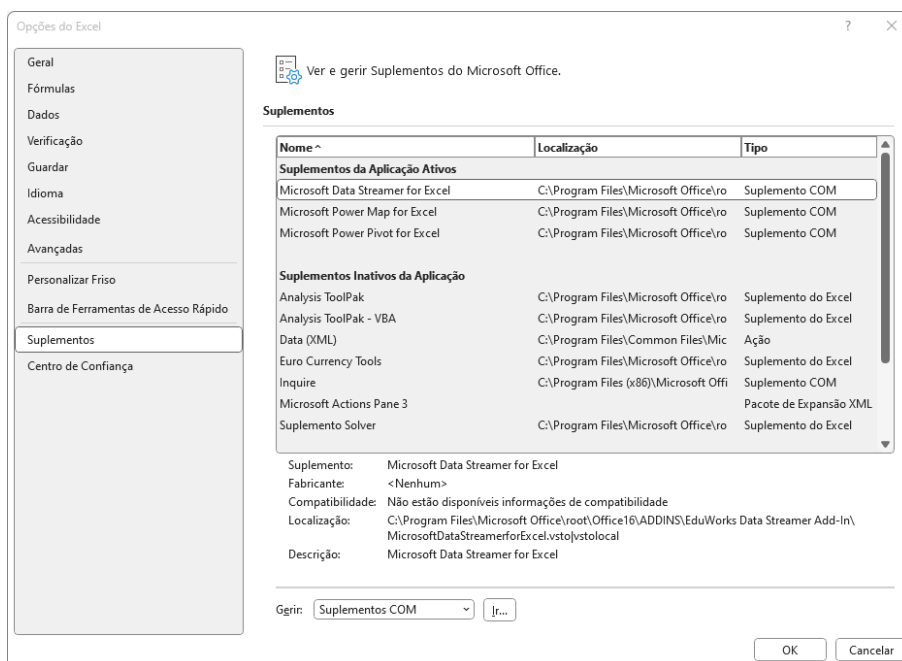 Opções do Excel
?
Geral
Fórmulas
Dados
Verificação
Guardar
Idioma
Acessibilidade
Avançadas
Personalizar Friso
Barra de Ferramentas de Acesso Rápido
Suplementos
Centro de Confiança
Ver e gerir Suplementos do Microsoft Office.
Suplementos
Nome Localização Tipo
Suplementos da Aplicação Ativos
Microsoft Data Streamer for Excel C:\Program Files\Microsoft Office\ro Suplemento COM
Microsoft Power Map for Excel C:\Program Files\Microsoft Office\ro Suplemento COM
Microsoft Power Pivot for Excel C:\Program Files\Microsoft Office\ro Suplemento COM
Suplementos Inativos da Aplicação
Analysis ToolPak C:\Program Files\Microsoft Office\ro Suplemento do Excel
Analysis ToolPak - VBA C:\Program Files\Microsoft Office\ro Suplemento do Excel
Data (XML) C:\Program Files\Common Files\Mic Ação
Euro Currency Tools C:\Program Files\Microsoft Office\ro Suplemento do Excel
Inquire C:\Program Files (x86)\Microsoft Offi Suplemento COM
Microsoft Actions Pane 3 Pacote de Expansão XML
Suplemento Solver C:\Program Files\Microsoft Office\ro Suplemento do Excel
Suplemento: Microsoft Data Streamer for Excel
Fabricante: <Nenhum>
Compatibilidade: Não estão disponíveis informações de compatibilidade
Localização: C:\Program Files\Microsoft Office\root\Office16\ADDINS\EduWorks Data Streamer Add-In\
MicrosoftDataStreamerforExcel.vsto|vstolocal
Descrição: Microsoft Data Streamer for Excel
Gerir: Suplementos COM Ir...
OK Cancelar